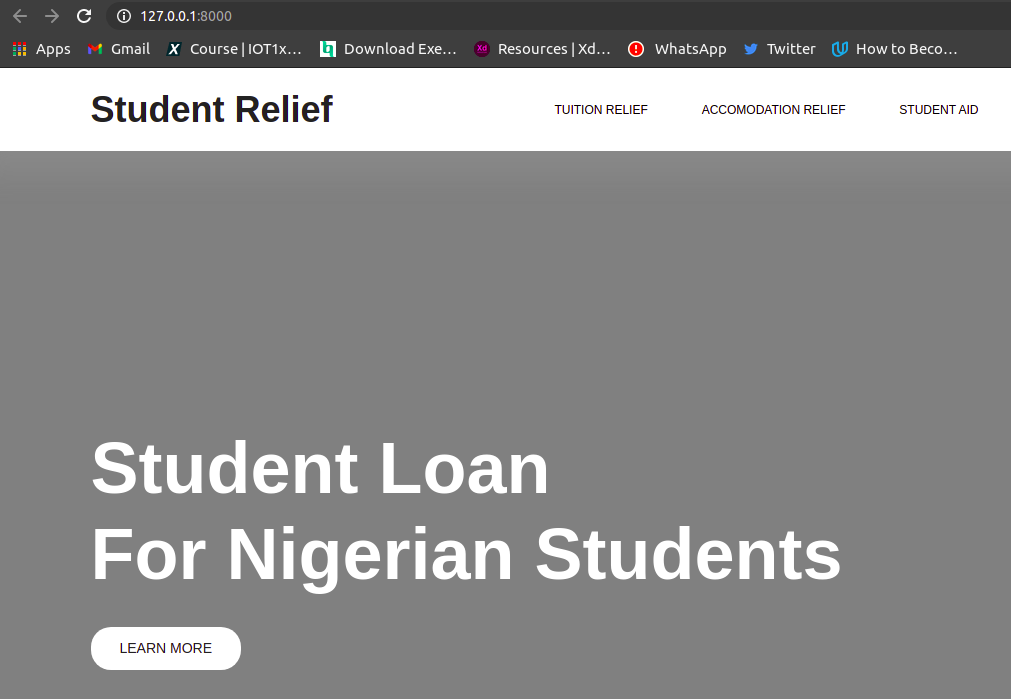 127.0.0.1:8000
Apps Gmail Course | IOT1x… Download Exe… Resources | Xd… WhatsApp Twitter How to Beco…
Student Relief TUITION RELIEF ACCOMODATION RELIEF STUDENT AID
Student Loan
For Nigerian Students
LEARN MORE